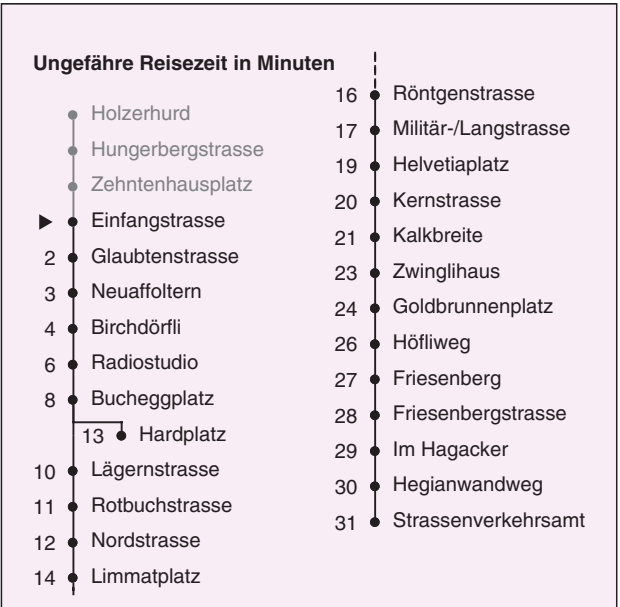 Ungefähre Reisezeit in Minuten
Holzerhurd
Hungerbergstrasse
Zehntenhausplatz
Einfangstrasse
2 Glaubtenstrasse
3 Neuaffoltern
4 Birchdörfli
6 Radiostudio
8 Bucheggplatz
13 Hardplatz
10 Lägernstrasse
11 Rotbuchstrasse
12 Nordstrasse
14 Limmatplatz
16 Röntgenstrasse
17 Militär-/Langstrasse
19 Helvetiaplatz
20 Kernstrasse
21 Kalkbreite
23 Zwinglihaus
24 Goldbrunnenplatz
26 Höfliweg
27 Friesenberg
28 Friesenbergstrasse
29 Im Hagacker
30 Hegianwandweg
31 Strassenverkehrsamt